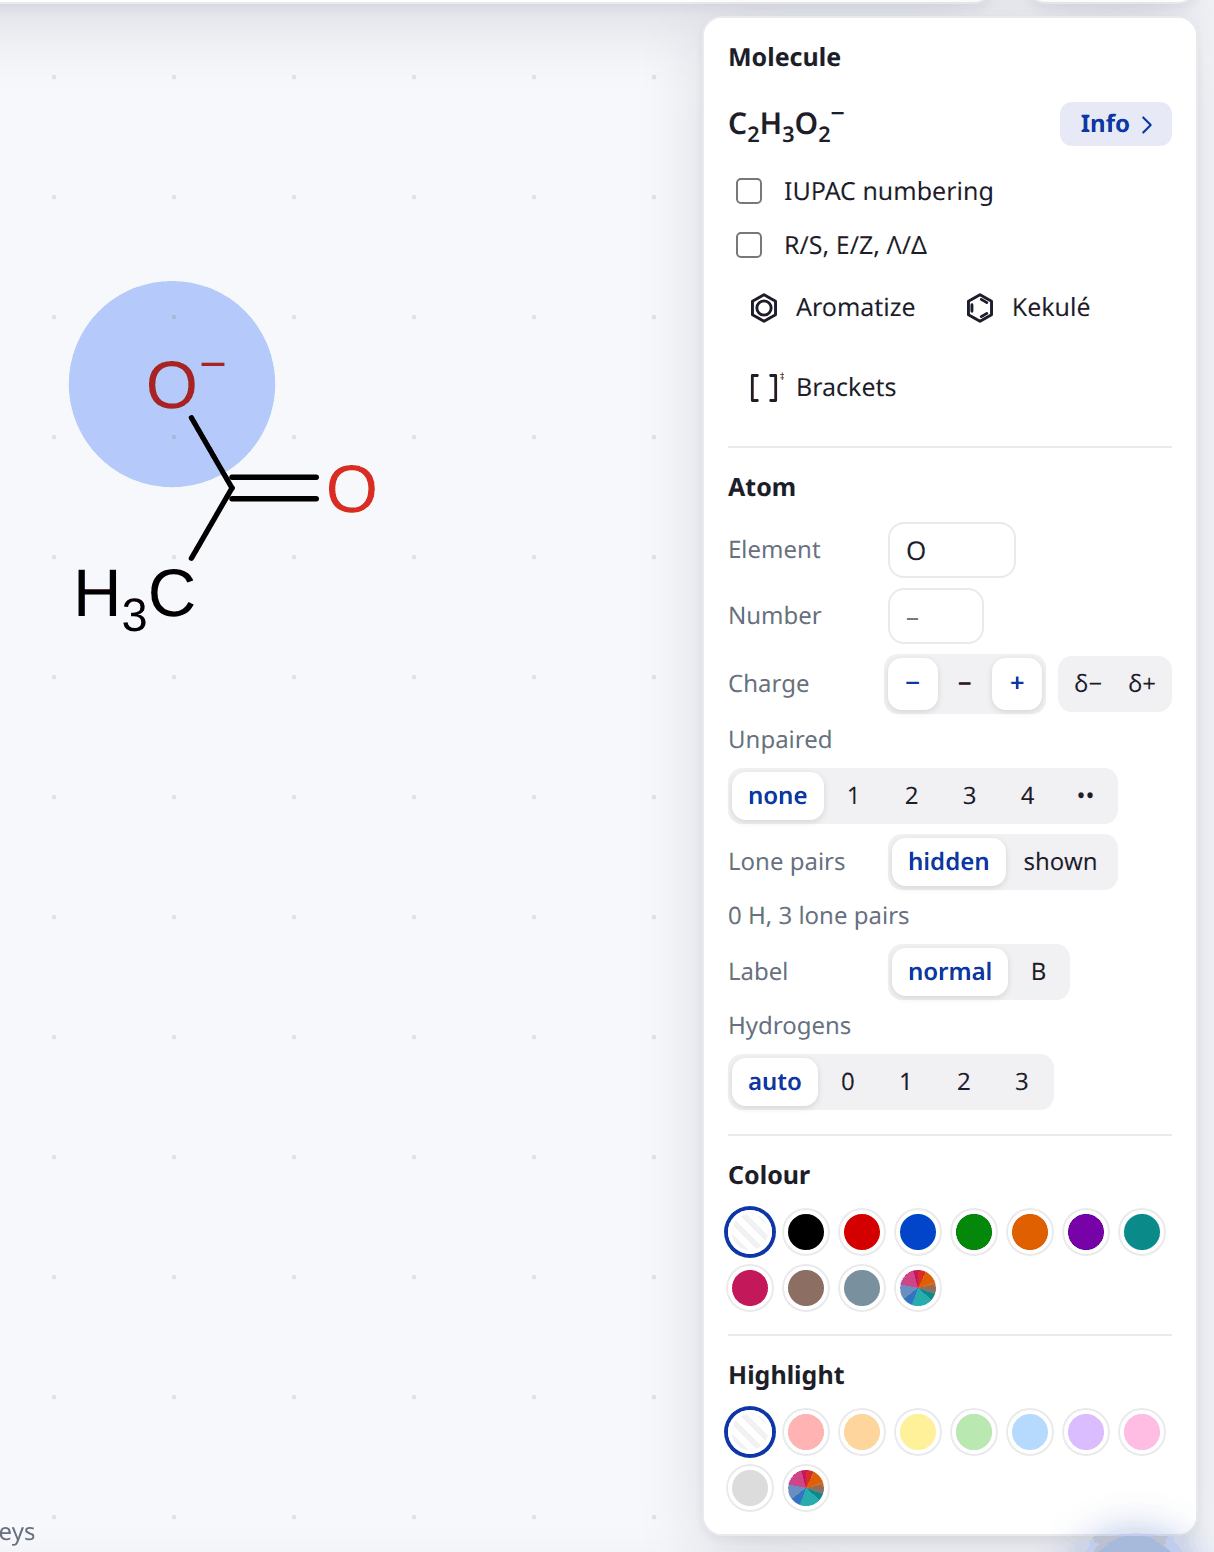 Molecule
C₂H₃O₂⁻
Info
IUPAC numbering
R/S, E/Z, Λ/Δ
Aromatize
Kekulé
[ ]‡ Brackets
O⁻
O
H₃C
Atom
Element O
Number –
Charge − − + δ− δ+
Unpaired
none 1 2 3 4 ••
Lone pairs hidden shown
0 H, 3 lone pairs
Label normal B
Hydrogens
auto 0 1 2 3
Colour
Highlight
eys